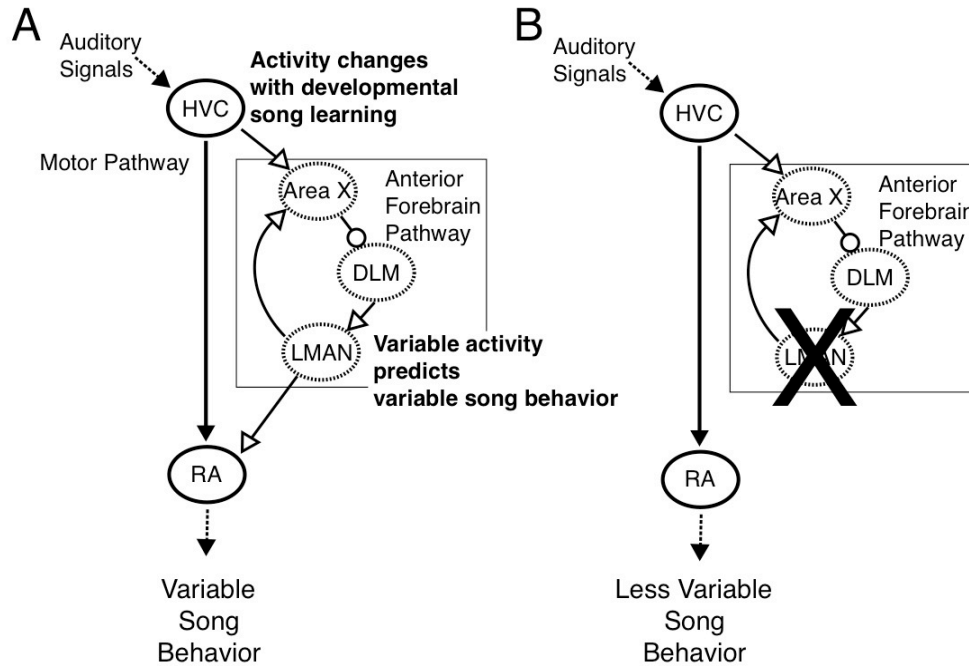 A
Auditory
Signals
HVC
Activity changes
with developmental
song learning
Motor Pathway
Area X
Anterior
Forebrain
Pathway
DLM
LMAN
Variable activity
predicts
variable song behavior
RA
Variable
Song
Behavior
B
Auditory
Signals
HVC
Area X
Anterior
Forebrain
Pathway
DLM
LMAN
RA
Less Variable
Song
Behavior